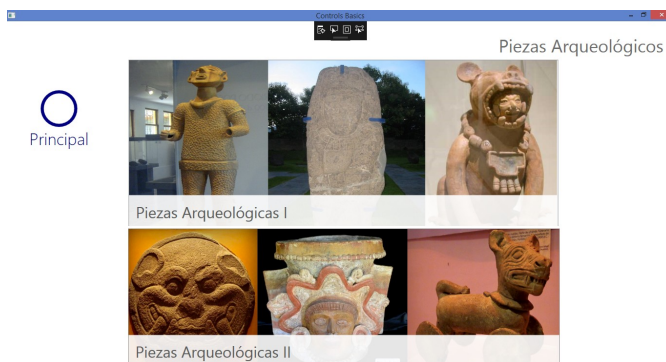 Controls Basics
Piezas Arqueológicos
Principal
Piezas Arqueológicas I
Piezas Arqueológicas II